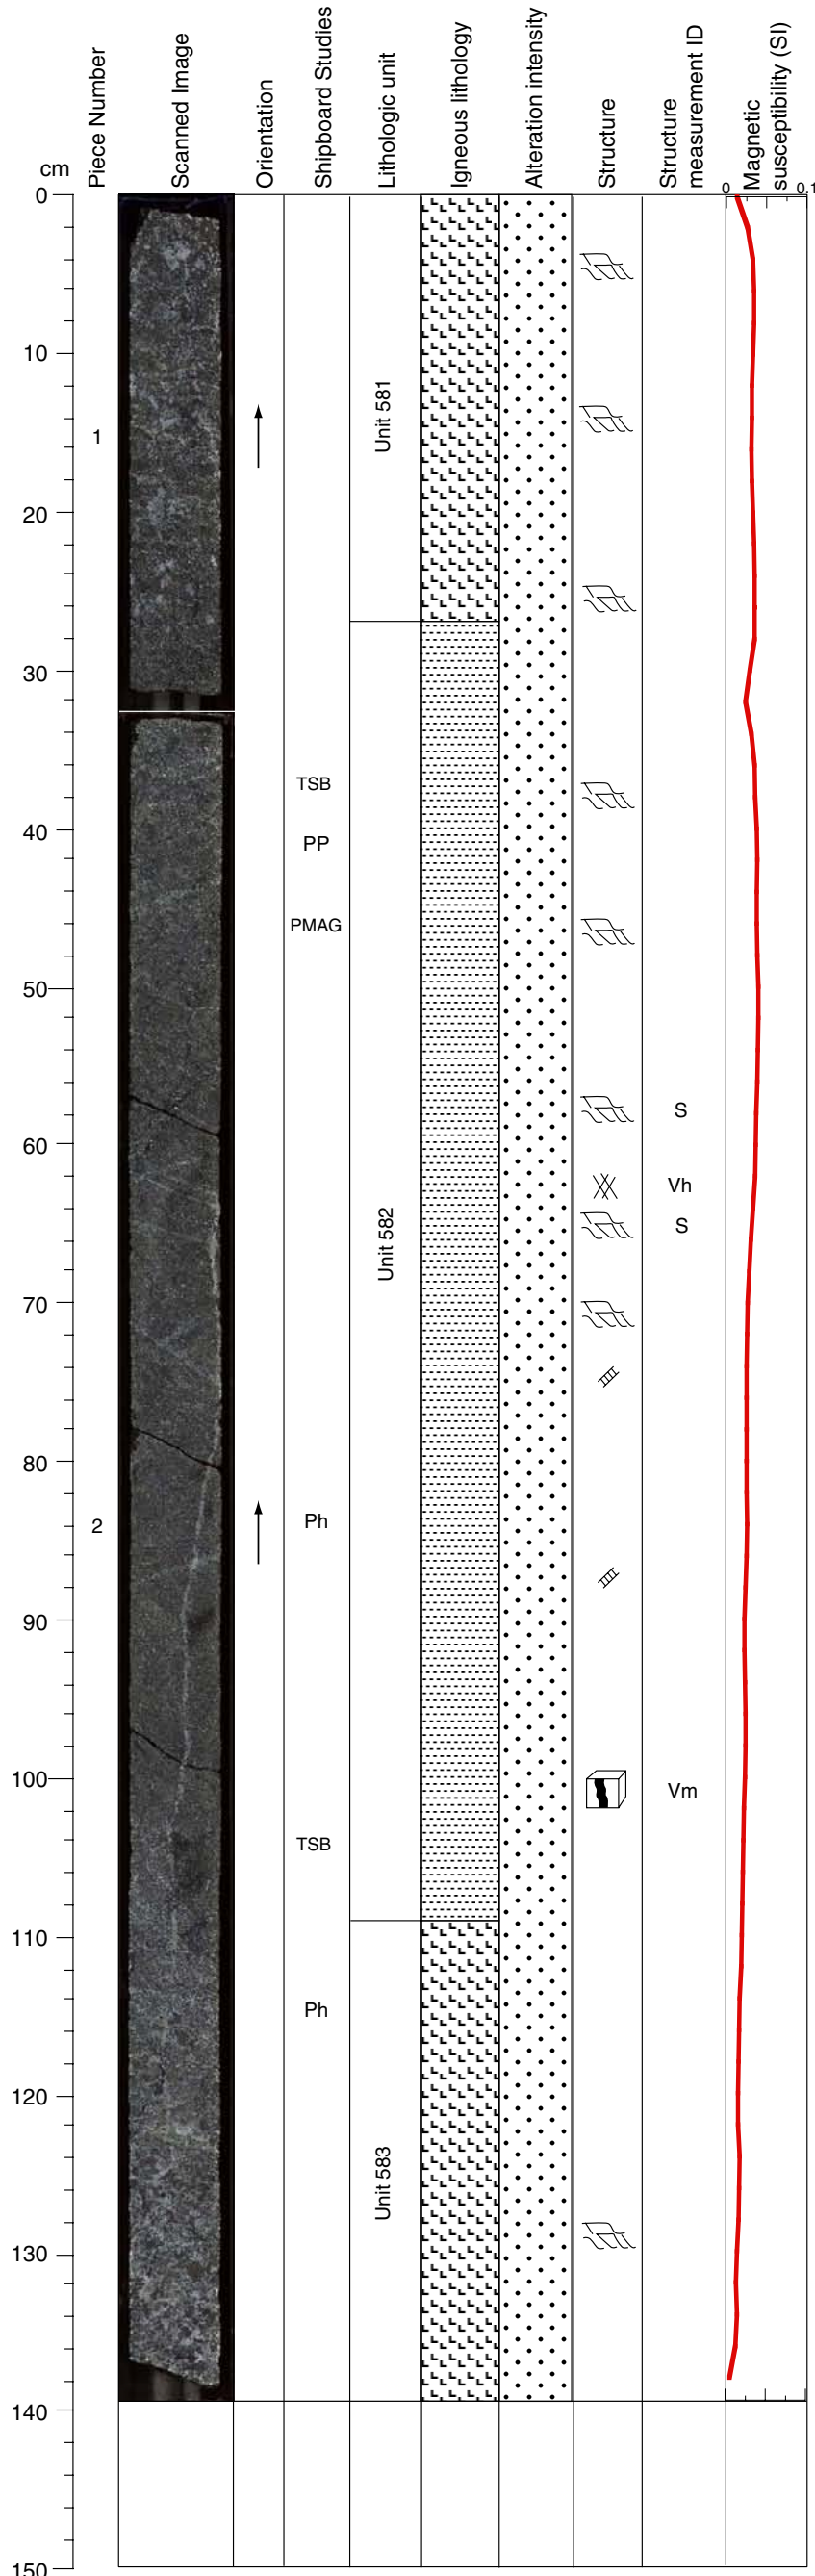 cm
Piece Number
Scanned Image
Orientation
Shipboard Studies
Lithologic unit
Igneous lithology
Alteration intensity
Structure
Structure
measurement ID
Magnetic
susceptibility (SI)
0
0.1
0
10
Unit 581
1
20
30
TSB
40
PP
PMAG
50
S
60
Vh
S
Unit 582
70
80
2
Ph
90
100
Vm
TSB
110
Ph
120
Unit 583
130
140
150